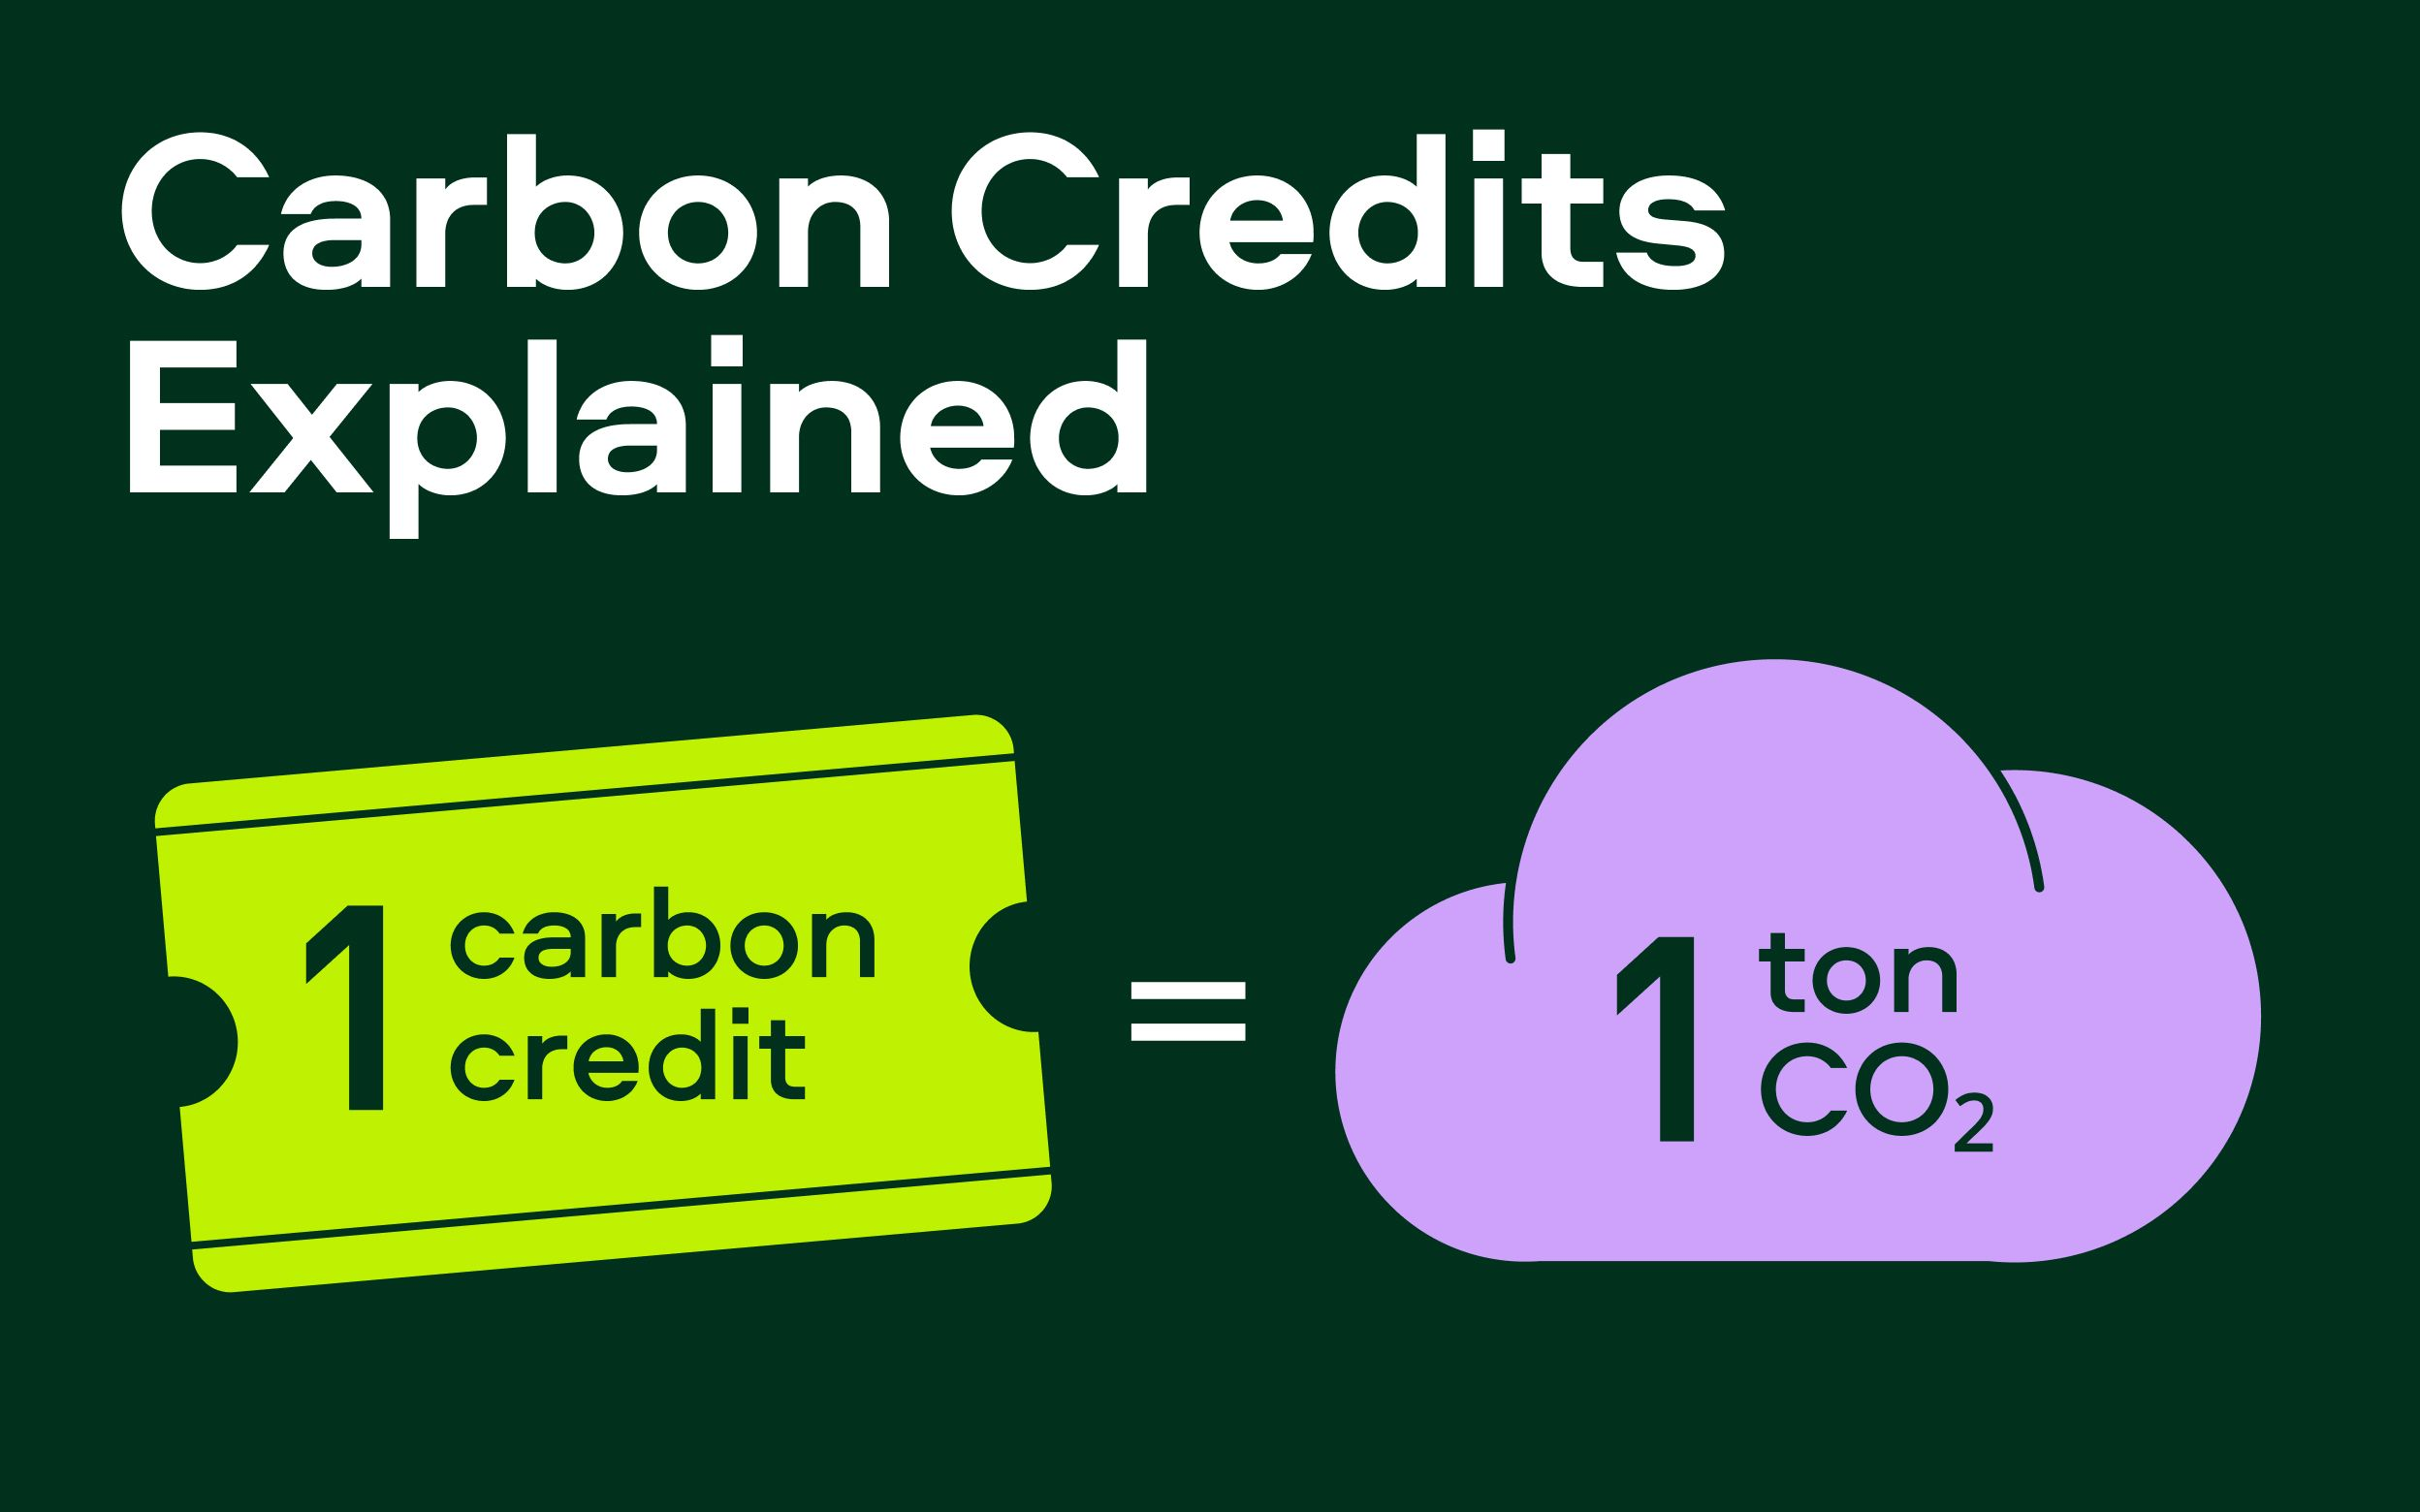 Carbon Credits
Explained
1 carbon
credit
=
1 ton
CO₂